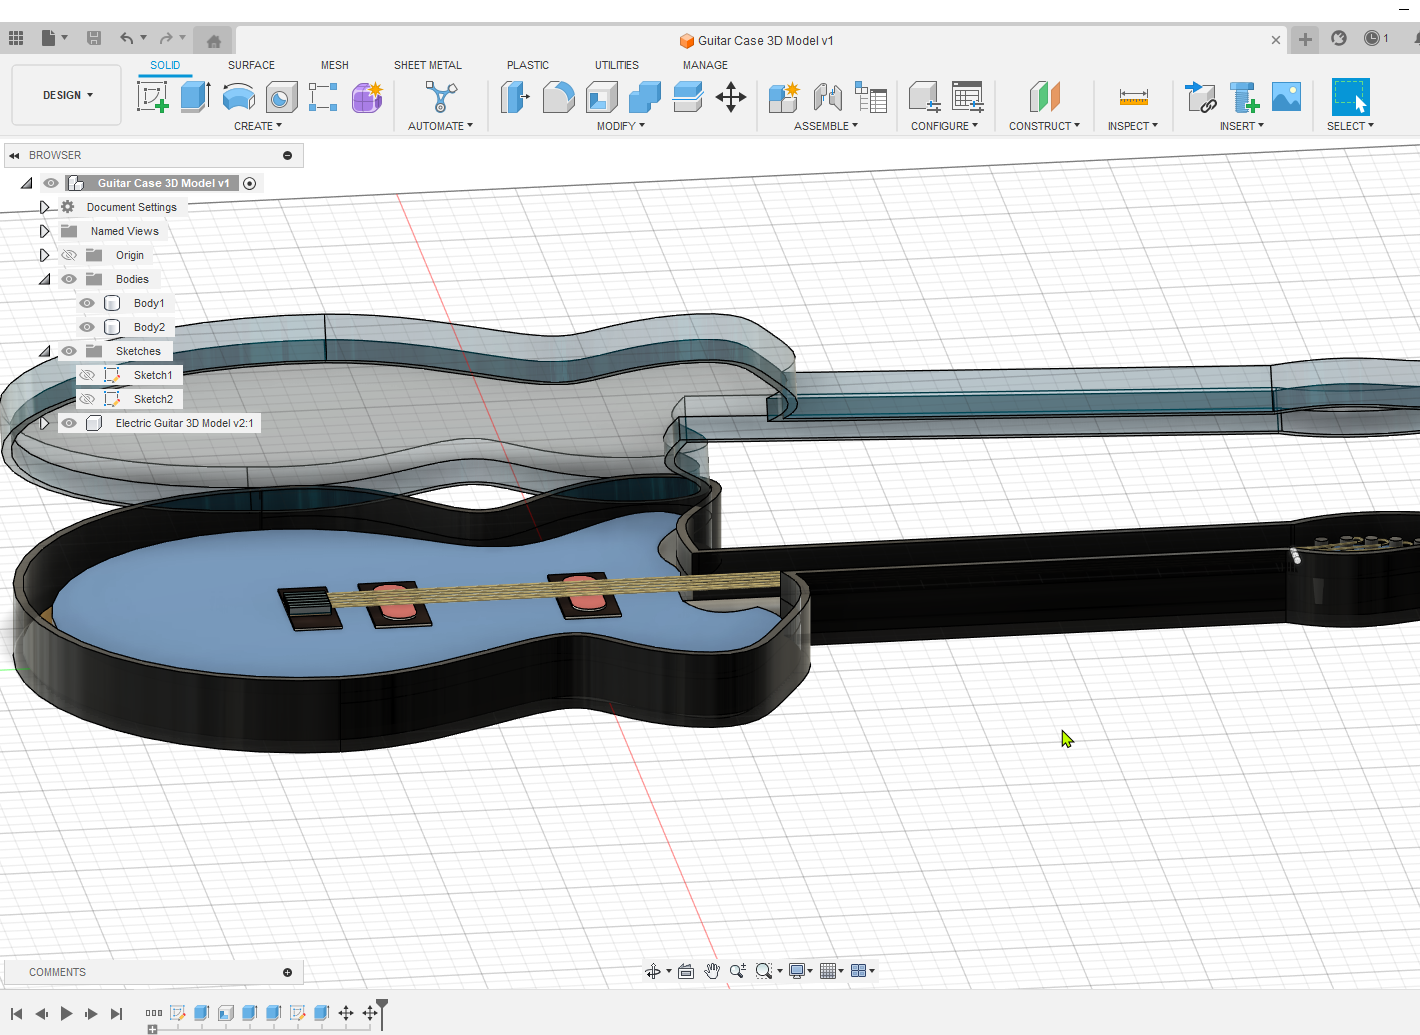 Guitar Case 3D Model v1
1
SOLID SURFACE MESH SHEET METAL PLASTIC UTILITIES MANAGE
DESIGN
CREATE AUTOMATE MODIFY ASSEMBLE CONFIGURE CONSTRUCT INSPECT INSERT SELECT
BROWSER
Guitar Case 3D Model v1
Document Settings
Named Views
Origin
Bodies
Body1
Body2
Sketches
Sketch1
Sketch2
Electric Guitar 3D Model v2:1
COMMENTS